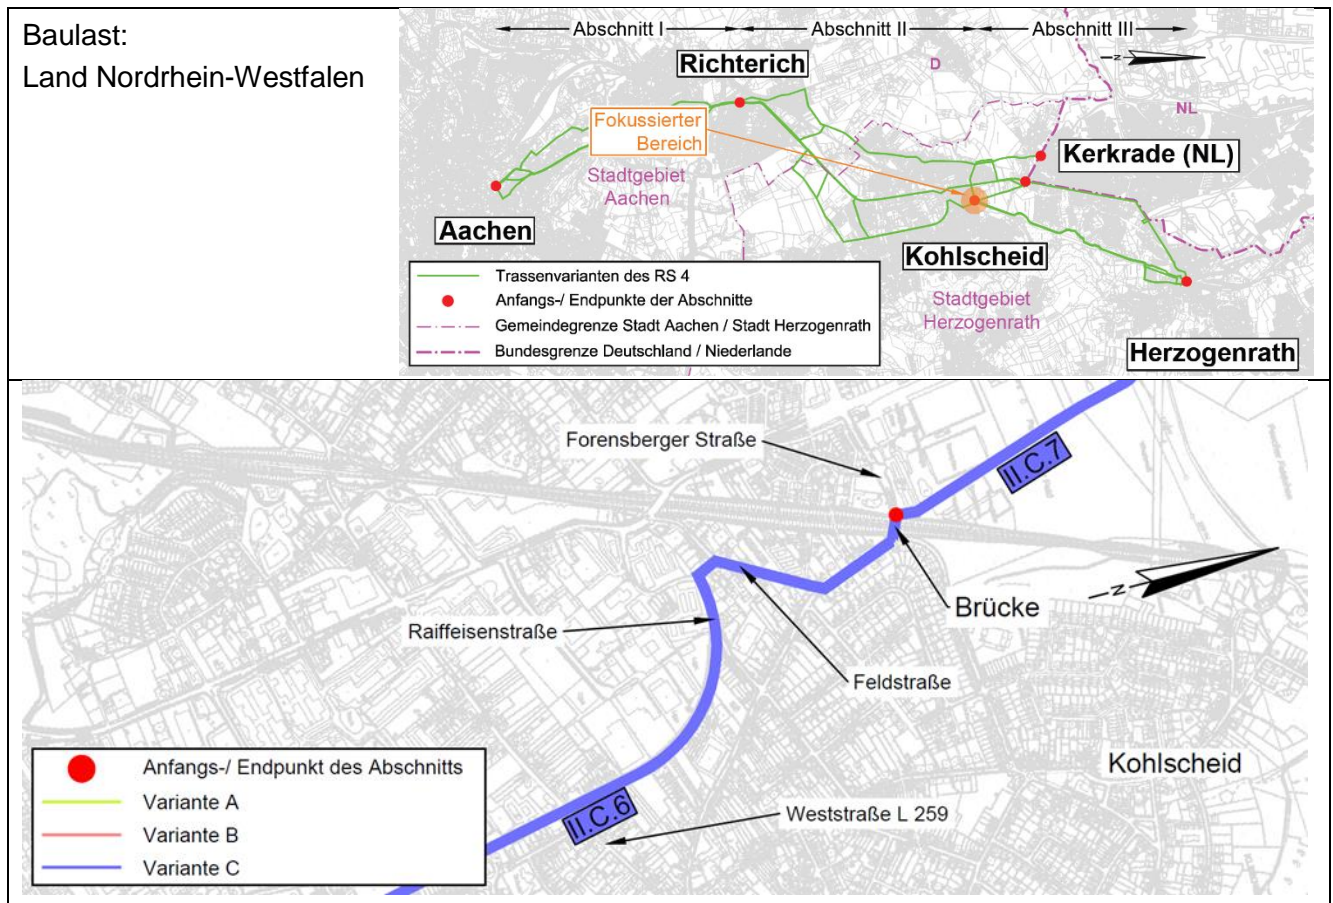 Baulast:
Land Nordrhein-Westfalen
Abschnitt I
Abschnitt II
Abschnitt III
Richterich
D
N
NL
Fokussierter
Bereich
Kerkrade (NL)
Stadtgebiet
Aachen
Aachen
Kohlscheid
Trassenvarianten des RS 4
Anfangs-/ Endpunkte der Abschnitte
Gemeindegrenze Stadt Aachen / Stadt Herzogenrath
Bundesgrenze Deutschland / Niederlande
Stadtgebiet
Herzogenrath
Herzogenrath
Forensberger Straße
II.C.7
N
Brücke
Raiffeisenstraße
Feldstraße
Kohlscheid
II.C.6
Weststraße L 259
Anfangs-/ Endpunkt des Abschnitts
Variante A
Variante B
Variante C